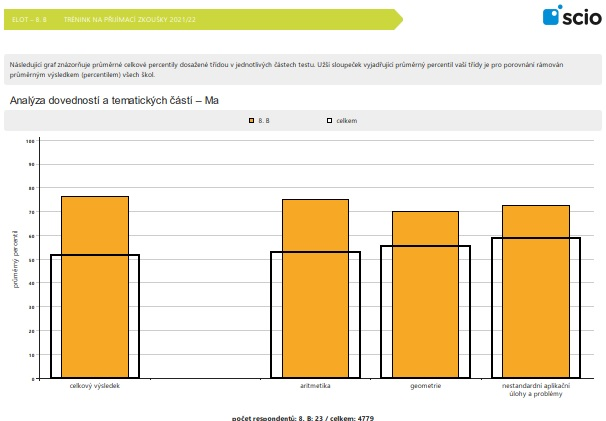 ELOT – 6. 8   TRÉNINK NA PŘIJÍMACÍ ZKOUŠKY 2021/22
scio
Následující graf znázorňuje průměrné celkové percentily dosažené třídou v jednotlivých částech testu. Užší sloupeček vyjadřující průměrný percentil vaší třídy je pro porovnání rámován
průměrným výsledkem (percentilem) všech škol.
Analýza dovedností a tematických částí – Ma
8. B   celkem
100
90
80
70
60
50
40
30
20
10
0
průměrný percentil
celkový výsledek   aritmetika   geometrie   nestandardní aplikační
úlohy a problémy
počet respondentů: 8. B: 23 / celkem: 4779